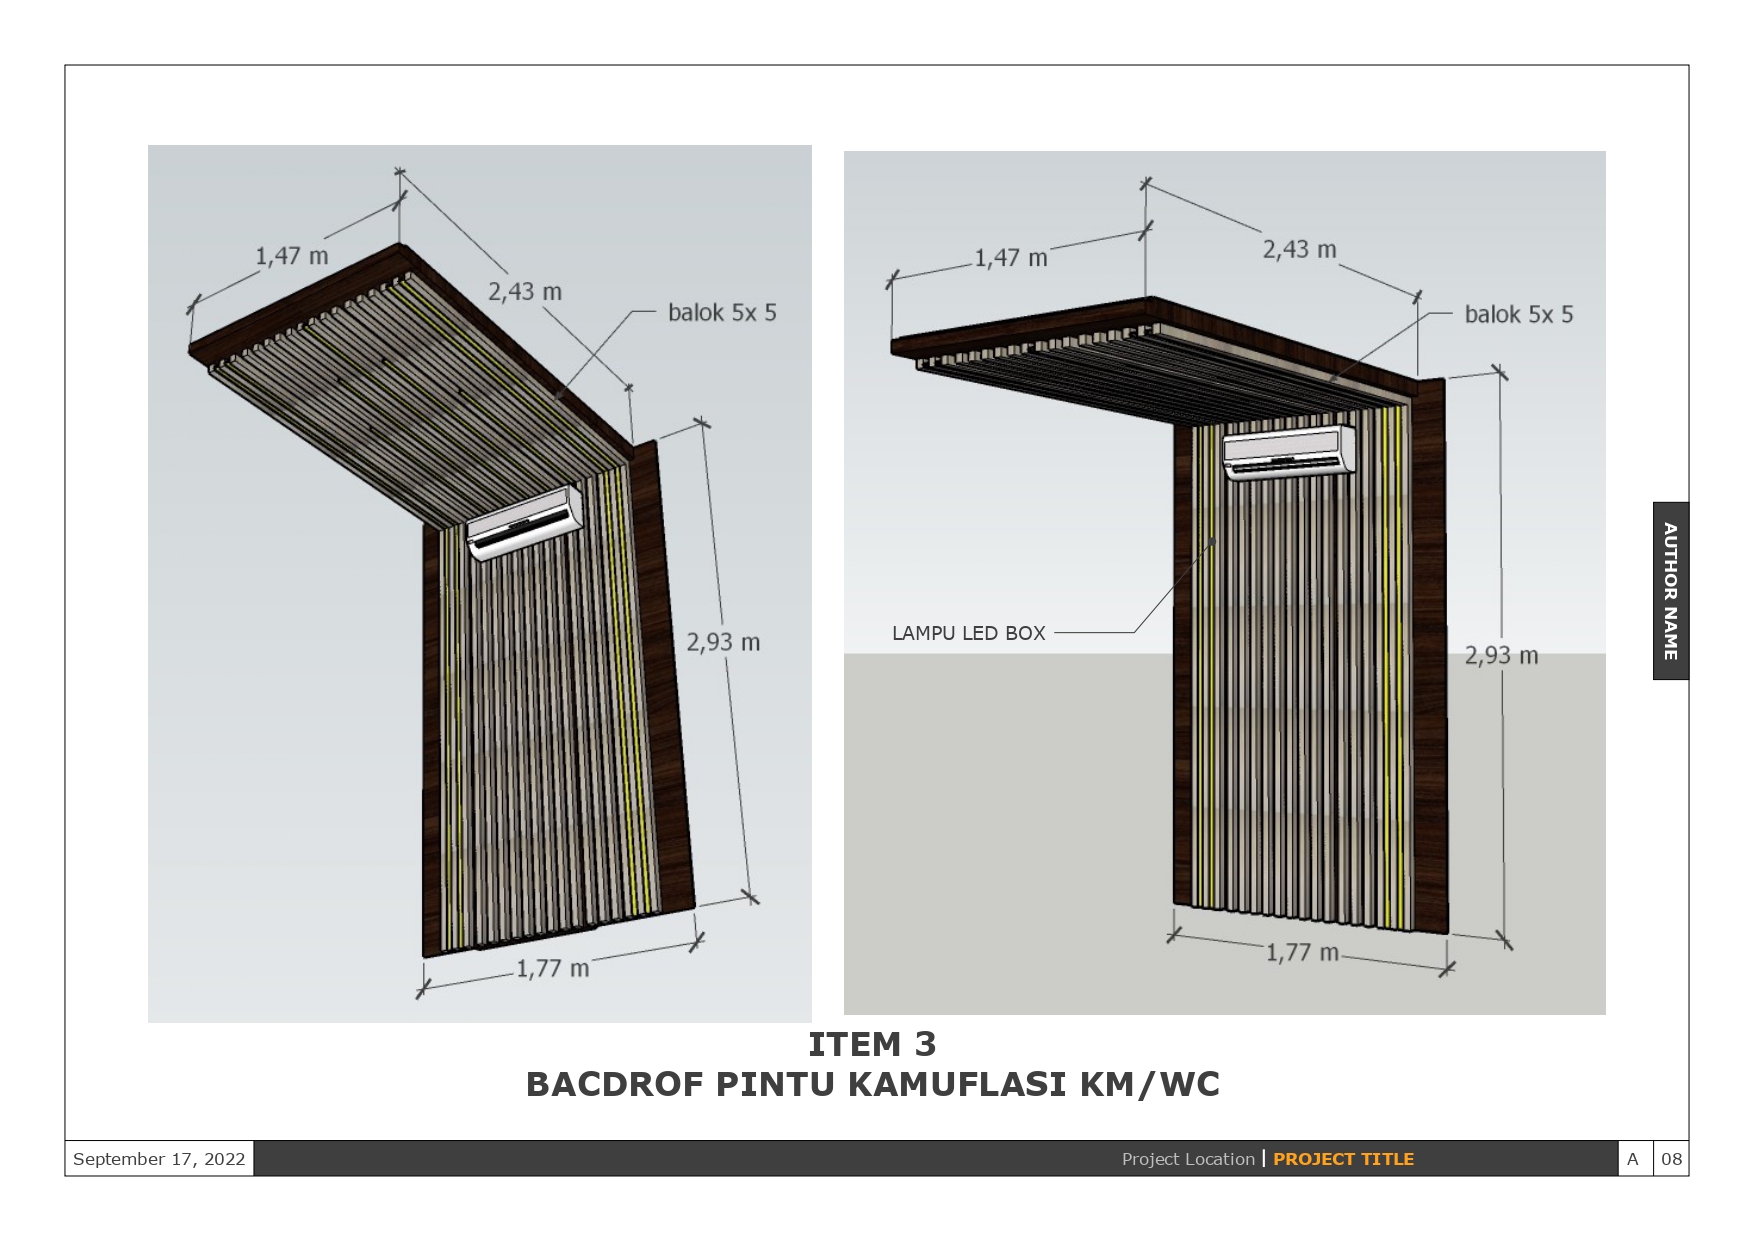 1,47 m
2,43 m
balok 5x 5
2,93 m
1,77 m
1,47 m
2,43 m
balok 5x 5
LAMPU LED BOX
2,93 m
1,77 m
AUTHOR NAME
ITEM 3
BACDROF PINTU KAMUFLASI KM/WC
September 17, 2022
Project Location | PROJECT TITLE
A 08